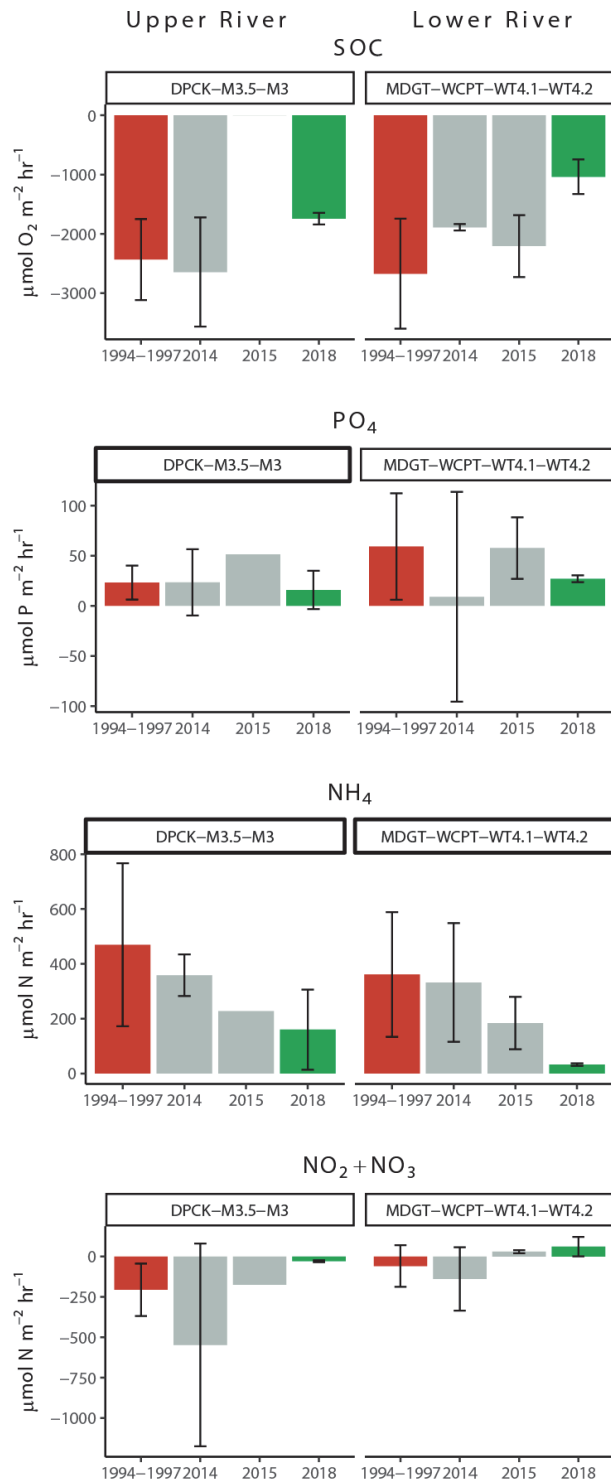 Upper River Lower River
SOC
DPCK–M3.5–M3 MDGT–WCPT–WT4.1–WT4.2
μmol O₂ m⁻² hr⁻¹
0
−1000
−2000
−3000
1994–1997 2014 2015 2018 1994–1997 2014 2015 2018
PO₄
DPCK–M3.5–M3 MDGT–WCPT–WT4.1–WT4.2
μmol P m⁻² hr⁻¹
100
50
0
−50
−100
1994–1997 2014 2015 2018 1994–1997 2014 2015 2018
NH₄
DPCK–M3.5–M3 MDGT–WCPT–WT4.1–WT4.2
μmol N m⁻² hr⁻¹
800
600
400
200
0
1994–1997 2014 2015 2018 1994–1997 2014 2015 2018
NO₂ + NO₃
DPCK–M3.5–M3 MDGT–WCPT–WT4.1–WT4.2
μmol N m⁻² hr⁻¹
0
−250
−500
−750
−1000
1994–1997 2014 2015 2018 1994–1997 2014 2015 2018